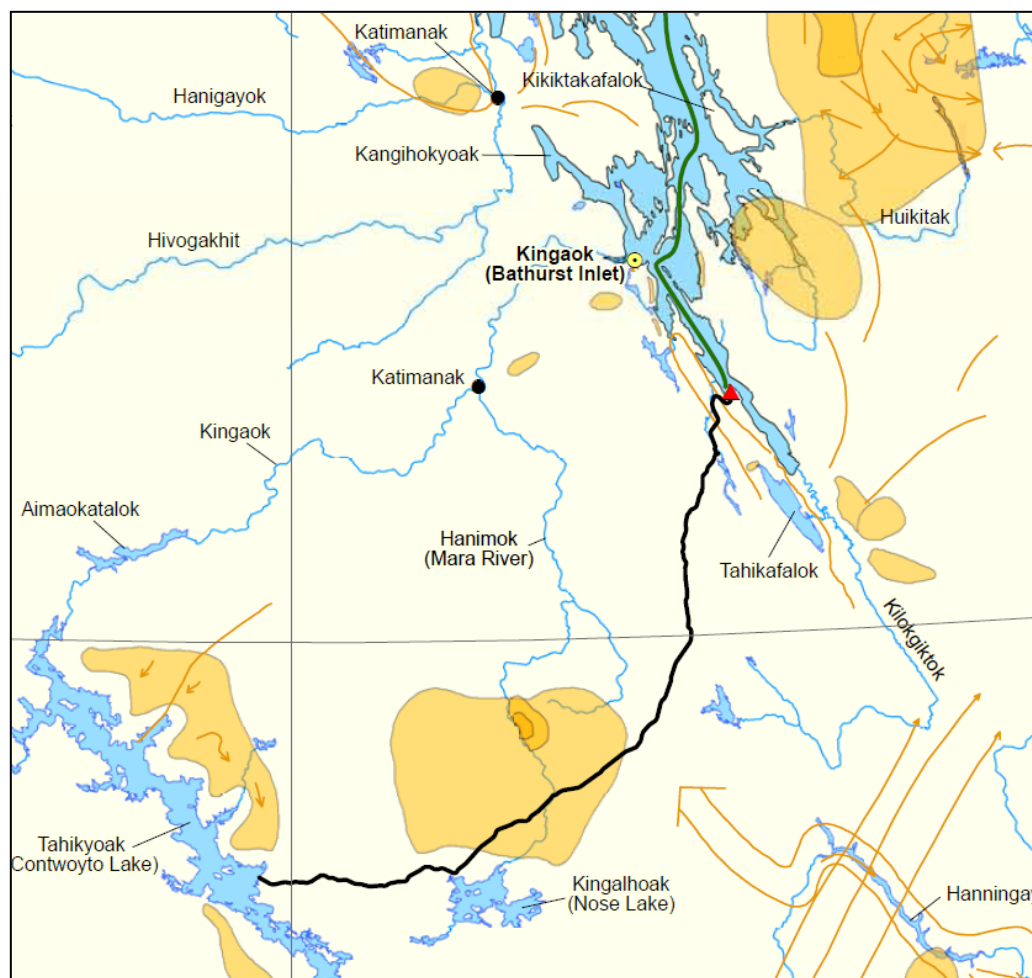 Katimanak
Hanigayok
Kikiktakafalok
Kangihokyoak
Hivogakhit
Huikitak
Kingaok
(Bathurst Inlet)
Katimanak
Kingaok
Aimaokatalok
Hanimok
(Mara River)
Tahikafalok
Kilokgiktok
Tahikyoak
(Contwoyto Lake)
Kingalhoak
(Nose Lake)
Hanningay